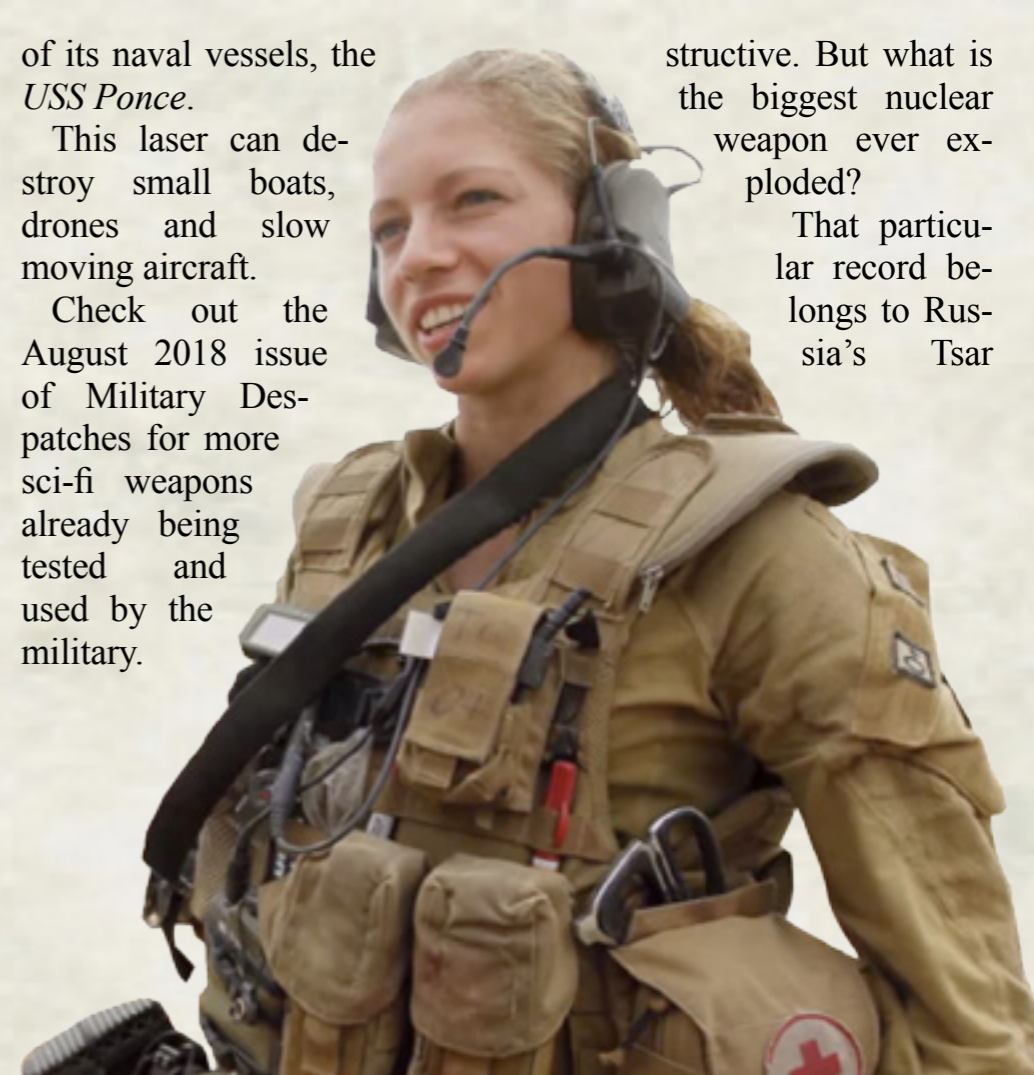 of its naval vessels, the
USS Ponce.
This laser can de-
stroy small boats,
drones and slow
moving aircraft.
Check out the
August 2018 issue
of Military Des-
patches for more
sci-fi weapons
already being
tested and
used by the
military.
structive. But what is
the biggest nuclear
weapon ever ex-
ploded?
That particu-
lar record be-
longs to Rus-
sia's Tsar